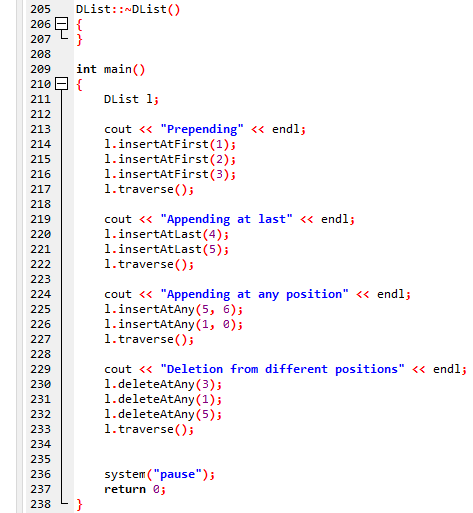 205 DList::~DList()
206 {
207 }
208
209 int main()
210 {
211     DList l;
212
213     cout << "Prepending" << endl;
214     l.insertAtFirst(1);
215     l.insertAtFirst(2);
216     l.insertAtFirst(3);
217     l.traverse();
218
219     cout << "Appending at last" << endl;
220     l.insertAtLast(4);
221     l.insertAtLast(5);
222     l.traverse();
223
224     cout << "Appending at any position" << endl;
225     l.insertAtAny(5, 6);
226     l.insertAtAny(1, 0);
227     l.traverse();
228
229     cout << "Deletion from different positions" << endl;
230     l.deleteAtAny(3);
231     l.deleteAtAny(1);
232     l.deleteAtAny(5);
233     l.traverse();
234
235
236     system("pause");
237     return 0;
238 }